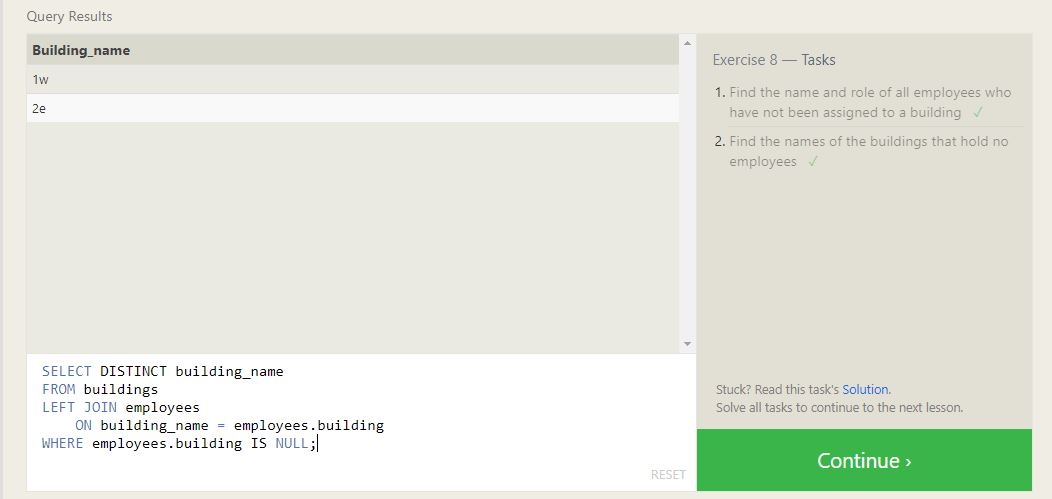 Query Results
Building_name
1w
2e
SELECT DISTINCT building_name
FROM buildings
LEFT JOIN employees
    ON building_name = employees.building
WHERE employees.building IS NULL;
RESET
Exercise 8 — Tasks
1. Find the name and role of all employees who
have not been assigned to a building ✓
2. Find the names of the buildings that hold no
employees ✓
Stuck? Read this task's Solution.
Solve all tasks to continue to the next lesson.
Continue ›